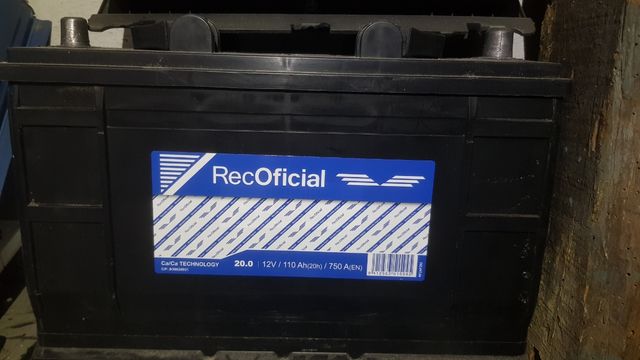 RecOficial
Ca/Ca TECHNOLOGY 20.0 12V / 110 Ah(20h) / 750 A(EN)